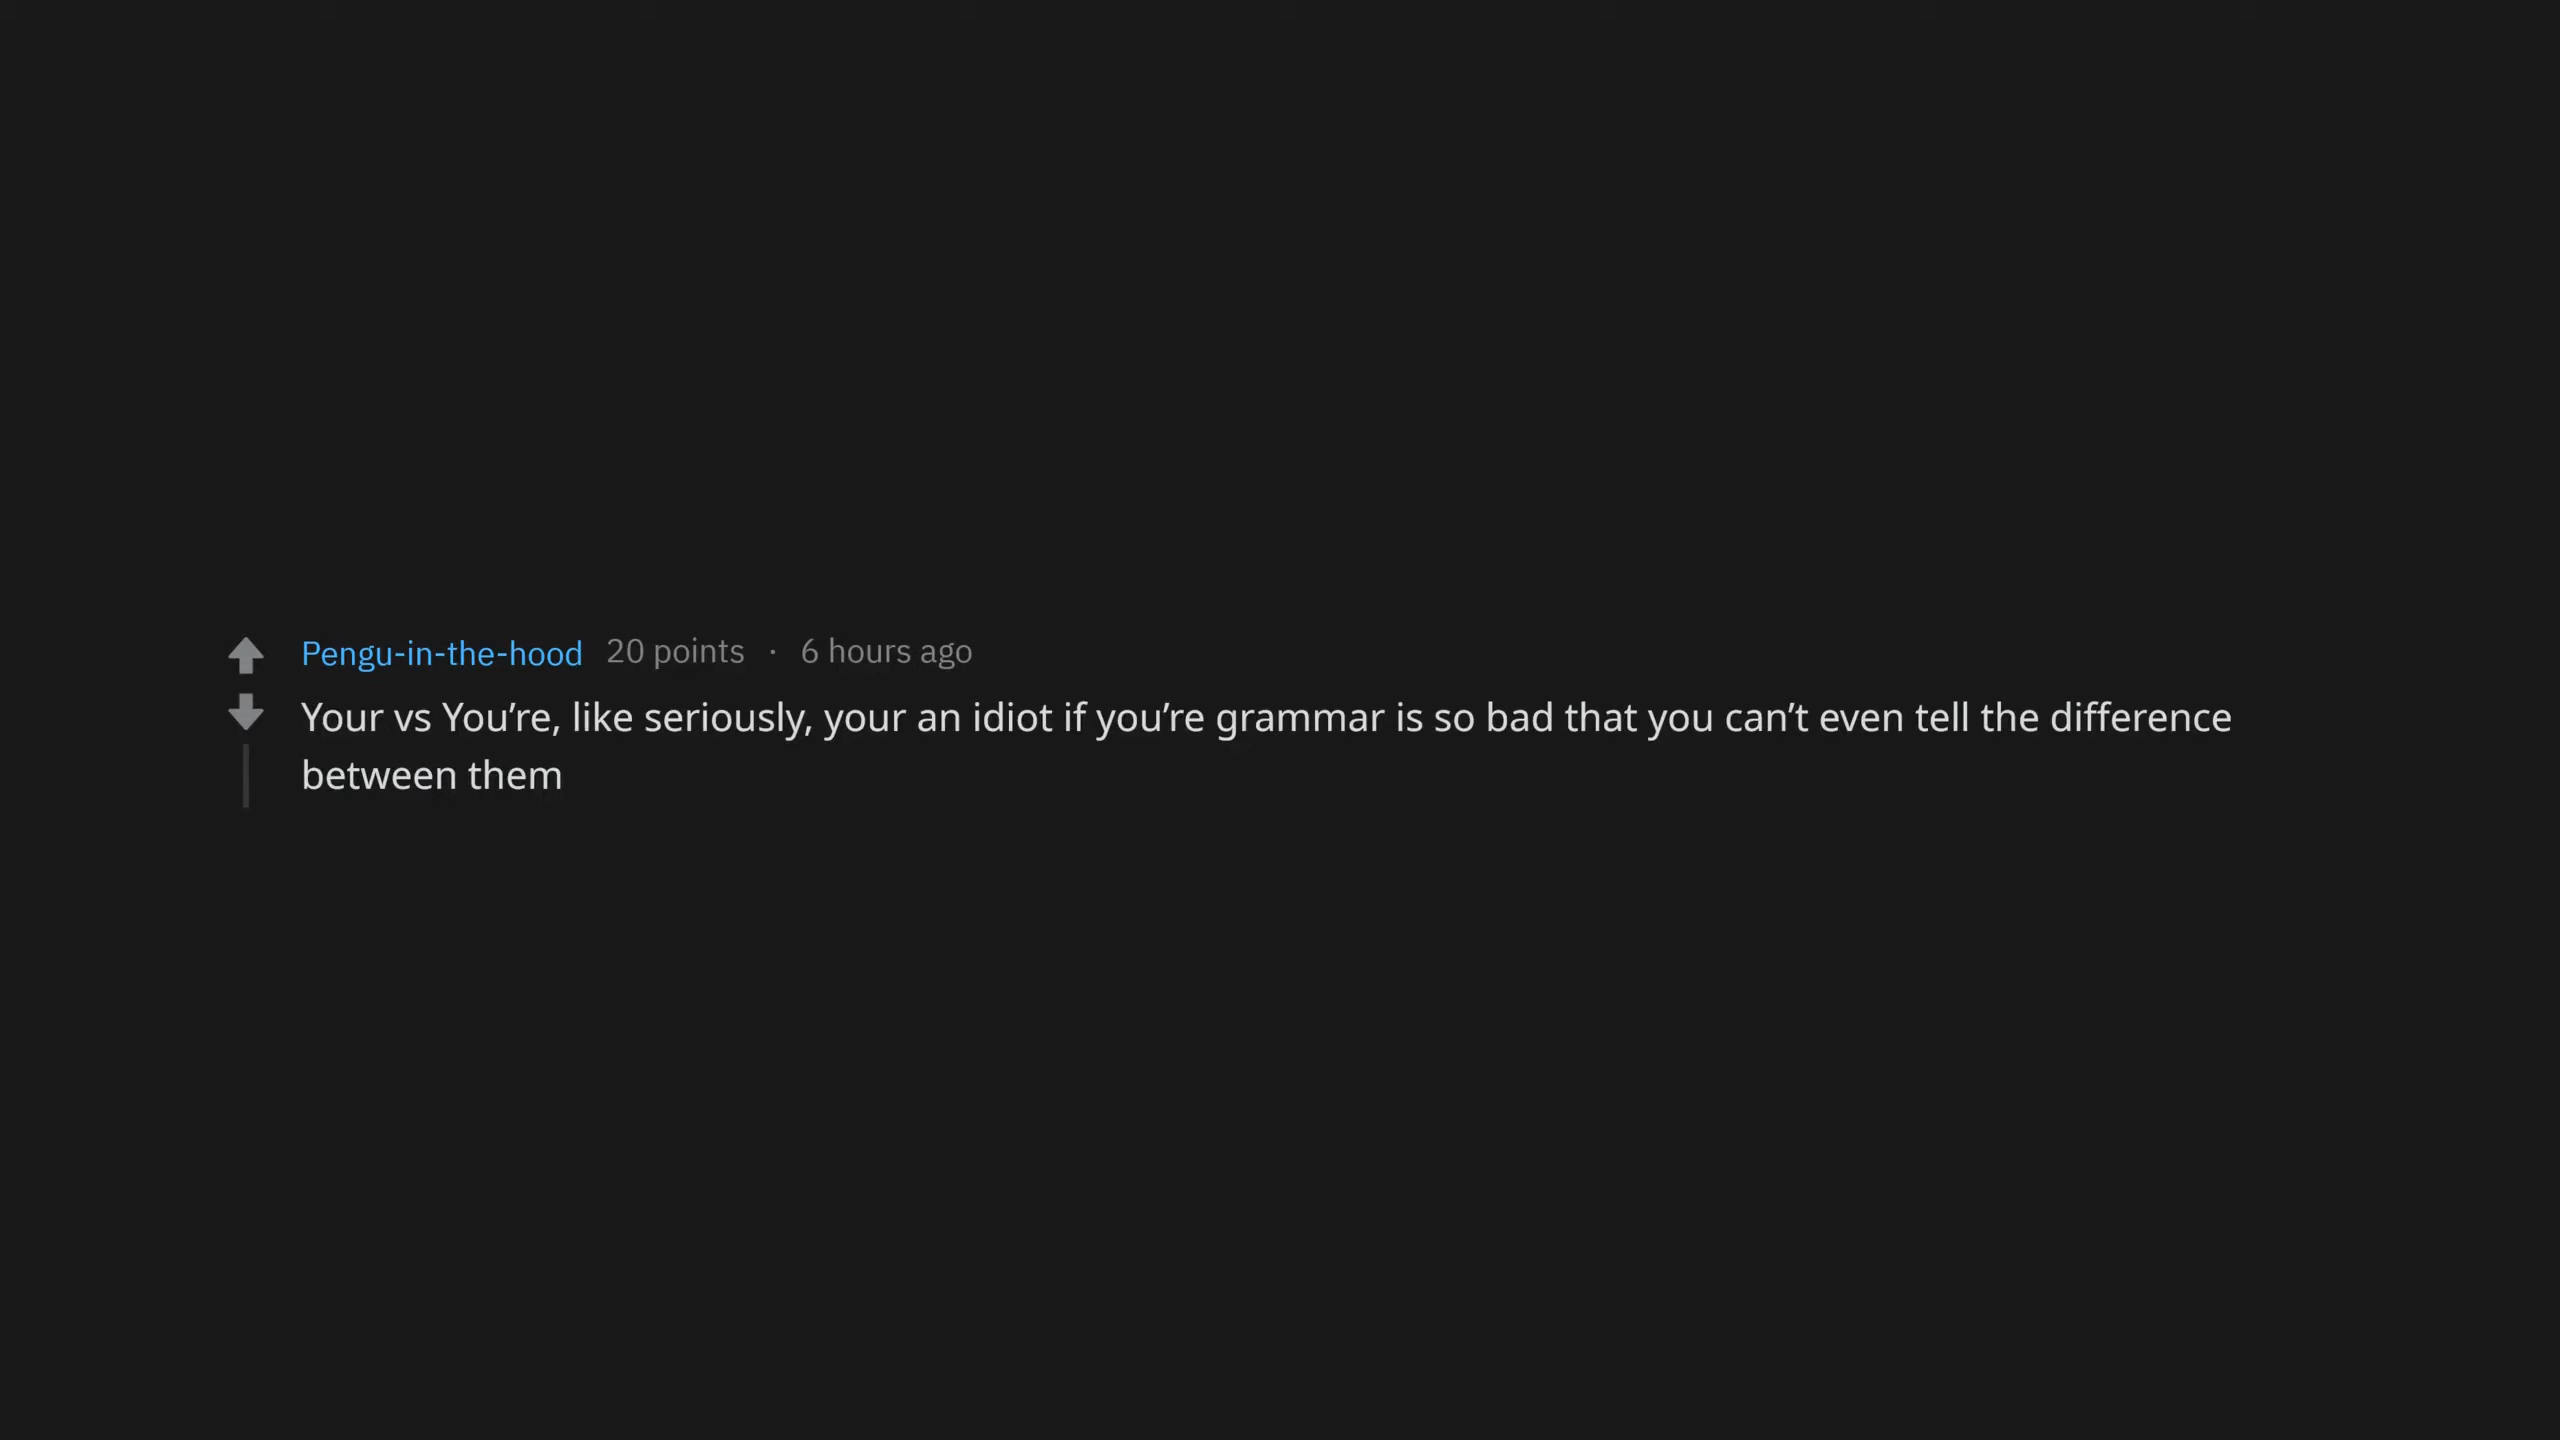 Pengu-in-the-hood 20 points · 6 hours ago
Your vs You’re, like seriously, your an idiot if you’re grammar is so bad that you can’t even tell the difference
between them